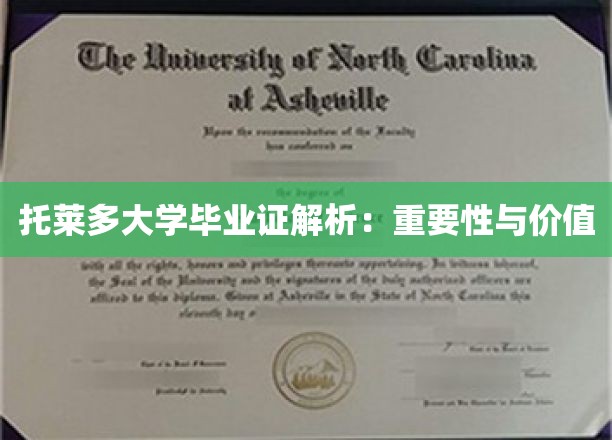 The University of North Carolina
at Asheville
Upon the recommendation of the Faculty
has conferred on
the degree of
托莱多大学毕业证解析：重要性与价值
with all the rights, honors and privileges thereunto appertaining. In witness whereof,
the Seal of the University and the signatures of the duly authorized officers are
affixed to this diploma. Given at Asheville in the State of North Carolina this
eleventh day o